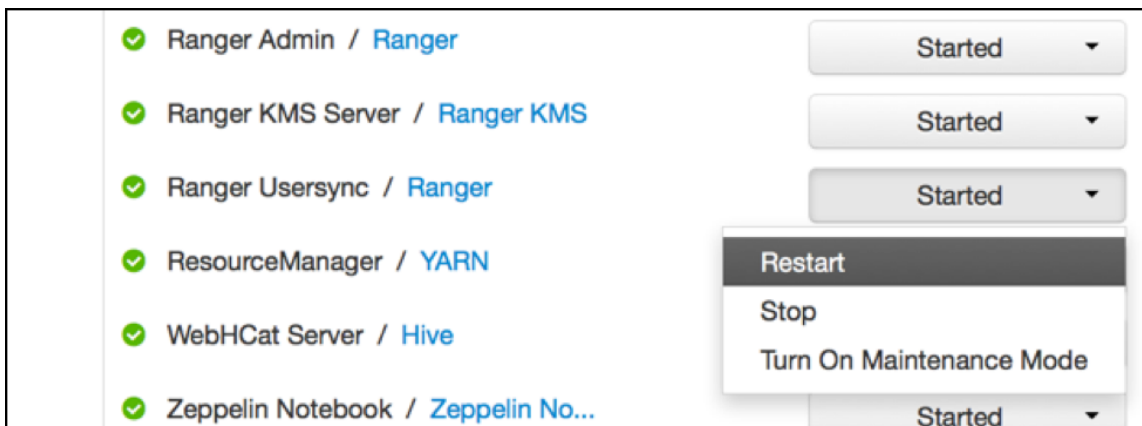 Ranger Admin / Ranger Started
Ranger KMS Server / Ranger KMS Started
Ranger Usersync / Ranger Started
ResourceManager / YARN Restart
Stop
WebHCat Server / Hive
Turn On Maintenance Mode
Zeppelin Notebook / Zeppelin No... Started